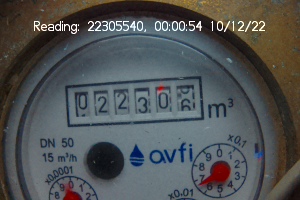 Reading: 22305540, 00:00:54 10/12/22
02230
m³
DN 50
15 m³/h
avfi
x0,1
x0,0001
x0,01